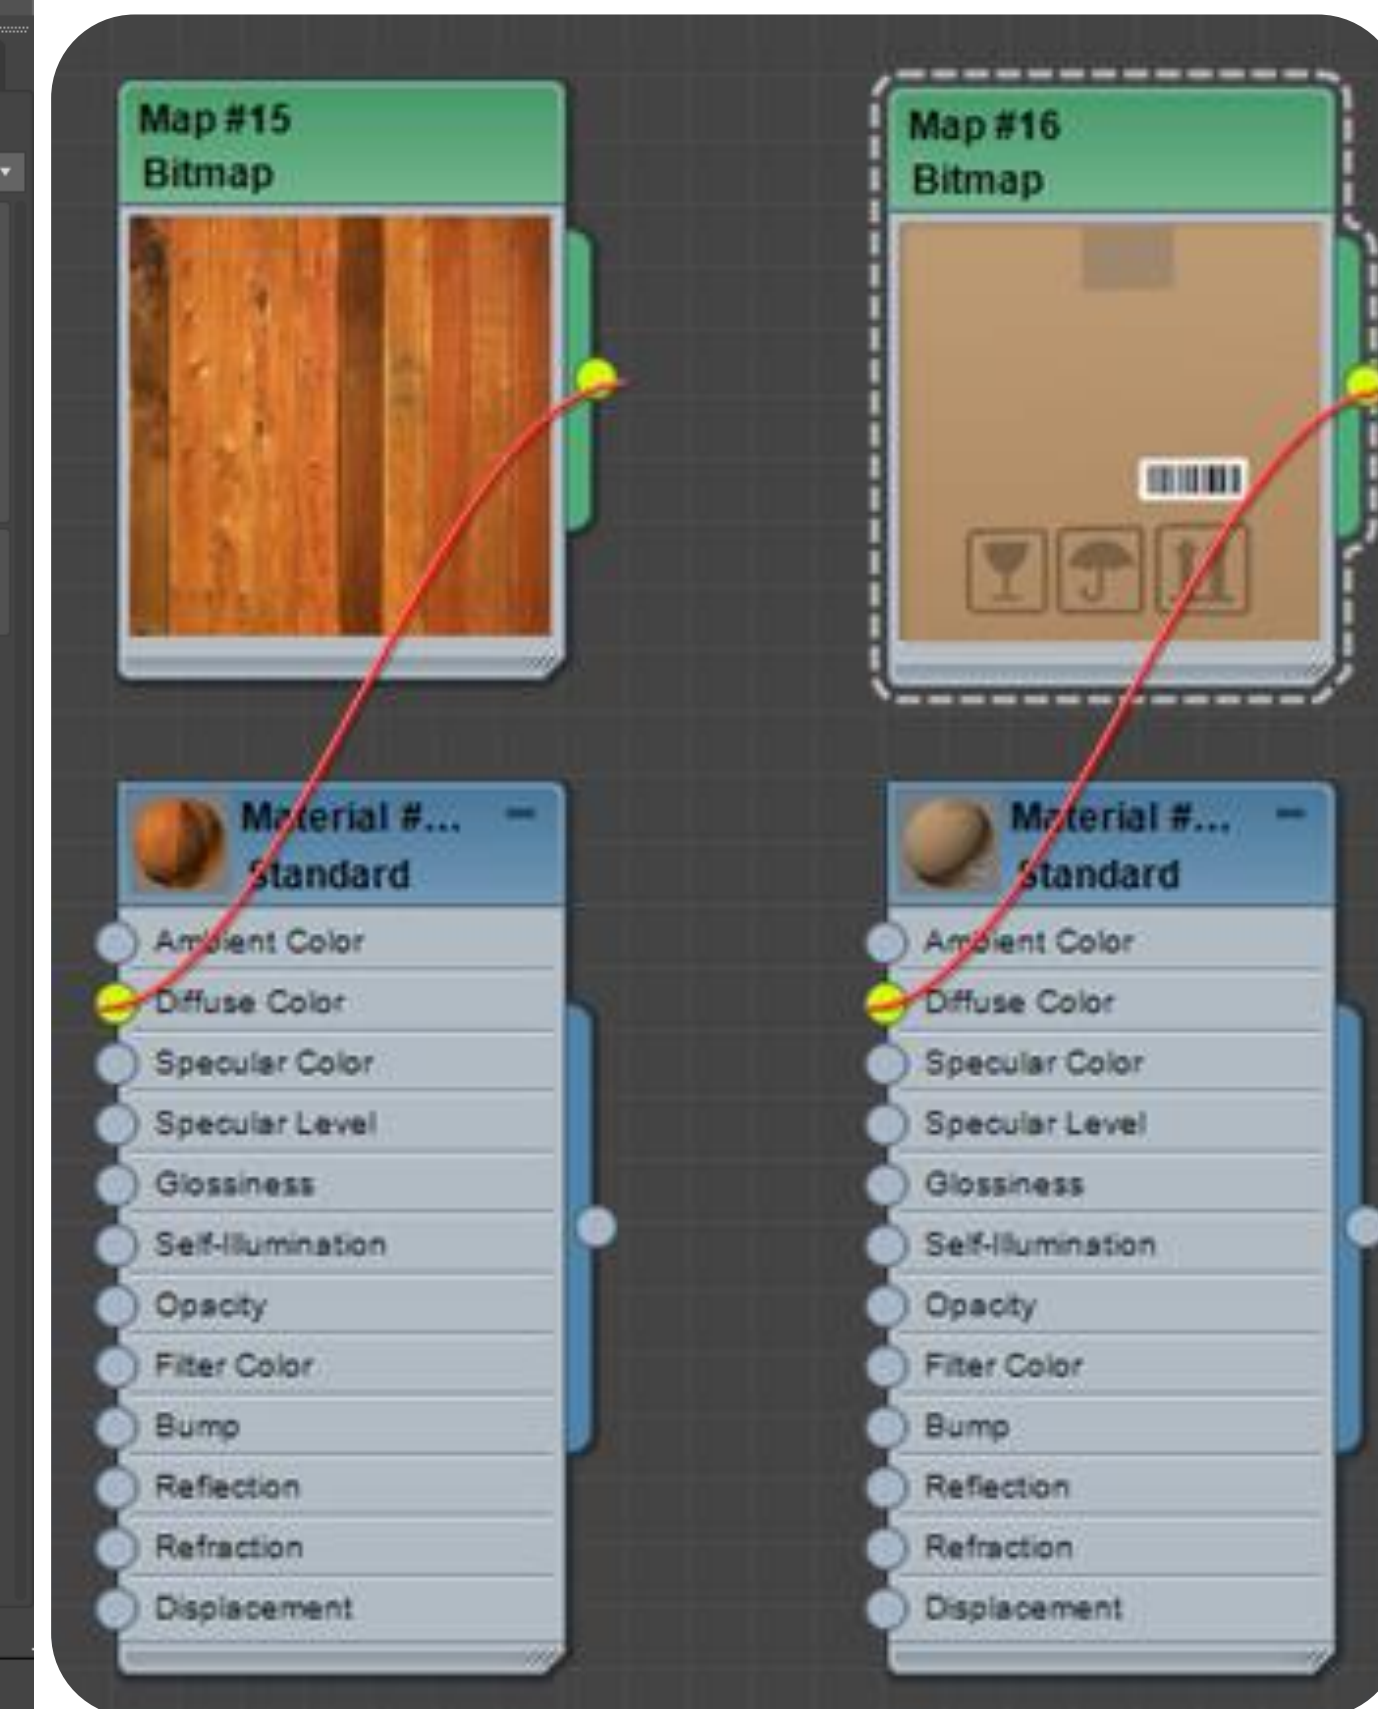 Map #15
Bitmap
Map #16
Bitmap
Material #...
Standard
Ambient Color
Diffuse Color
Specular Color
Specular Level
Glossiness
Self-Illumination
Opacity
Filter Color
Bump
Reflection
Refraction
Displacement
Material #...
Standard
Ambient Color
Diffuse Color
Specular Color
Specular Level
Glossiness
Self-Illumination
Opacity
Filter Color
Bump
Reflection
Refraction
Displacement